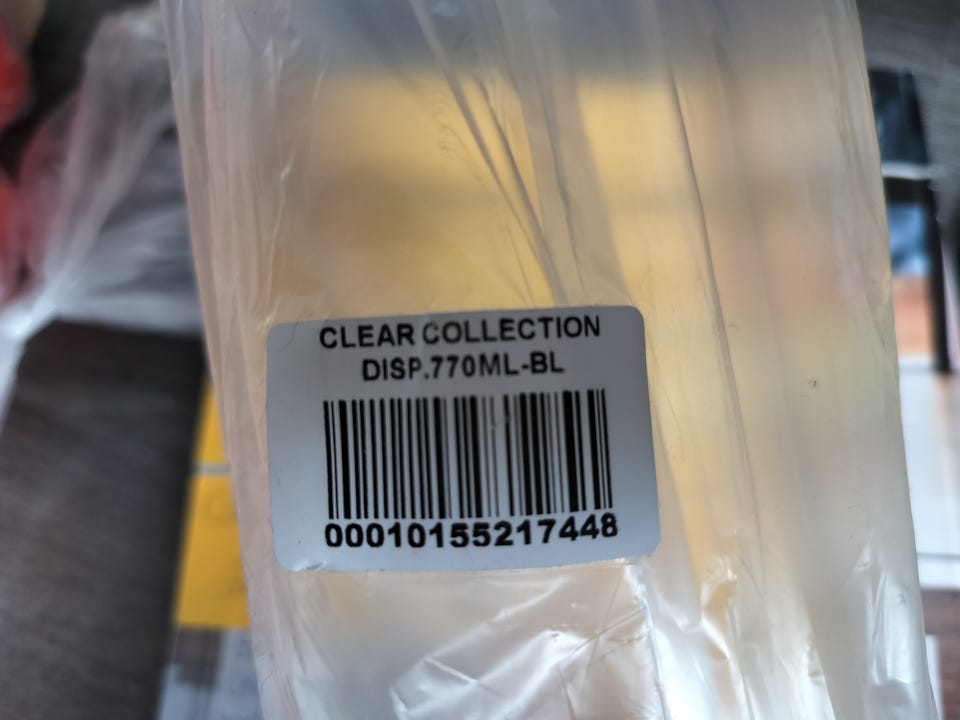 CLEAR COLLECTION
DISP.770ML-BL
00010155217448